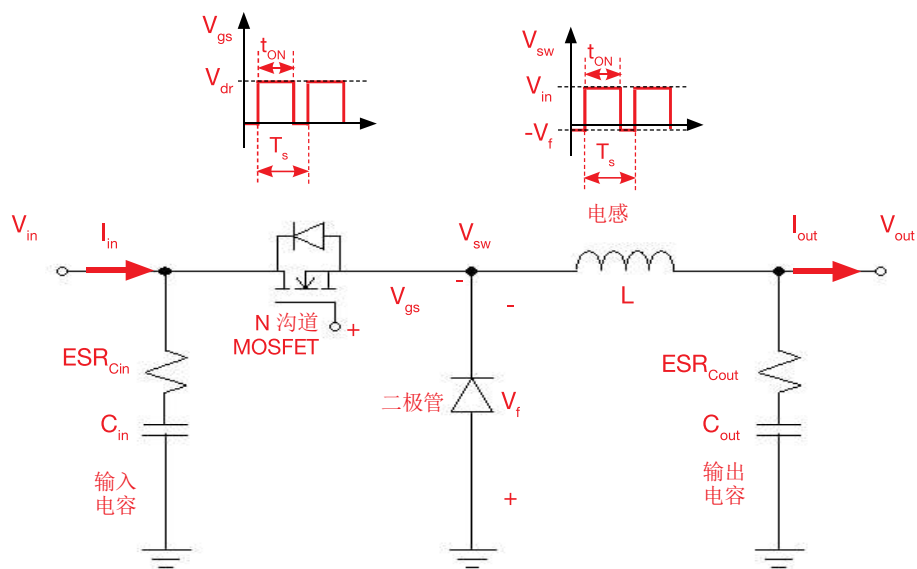 Vgs
tON
Vdr
Ts
Vsw
tON
Vin
-Vf
Ts
电感
Vin
Iin
Vsw
Iout
Vout
Vgs
-
-
L
N 沟道
MOSFET
+
ESRCin
ESRCout
二极管
Vf
Cin
Cout
输入
电容
+
输出
电容